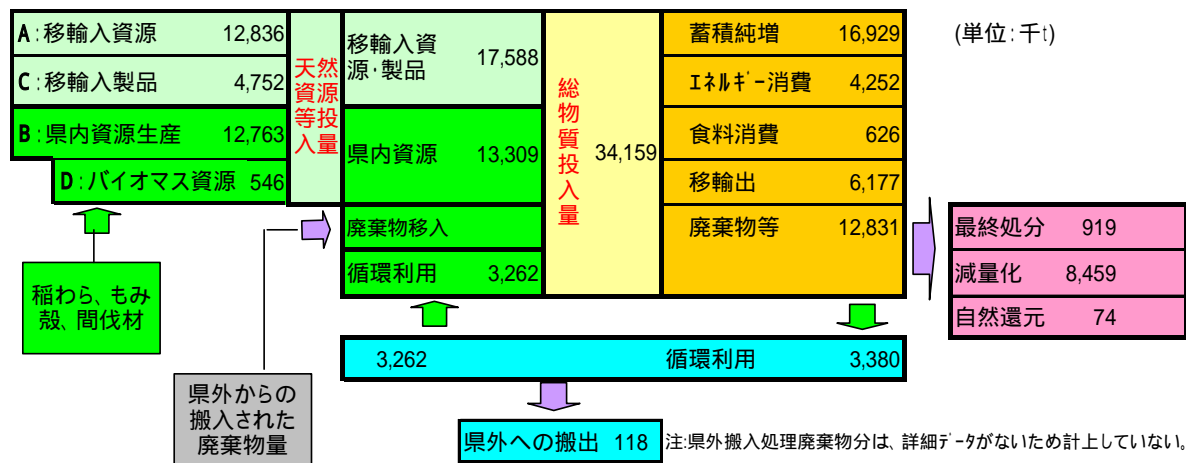 A:移輸入資源 12,836
C:移輸入製品 4,752
B:県内資源生産 12,763
D:バイオマス資源 546
稲わら、もみ
殻、間伐材
天然
資源
等投
入量
県外からの
搬入された
廃棄物量
移輸入資
源・製品 17,588
県内資源 13,309
廃棄物移入
循環利用 3,262
総
物
質
投
入
量
34,159
蓄積純増 16,929
エネルギー消費 4,252
食料消費 626
移輸出 6,177
廃棄物等 12,831
(単位:千t)
最終処分 919
減量化 8,459
自然還元 74
3,262 循環利用 3,380
県外への搬出 118
注:県外搬入処理廃棄物分は、詳細データがないため計上していない。